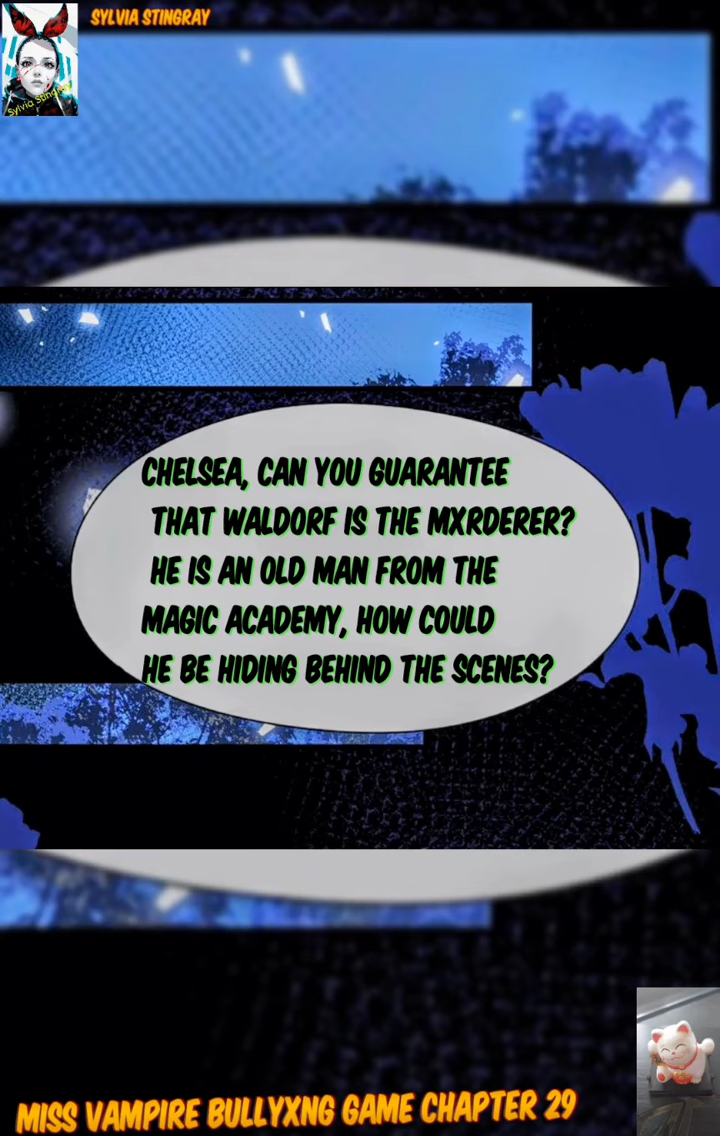 SYLVIA STINGRAY
Sylvia Stingray
CHELSEA, CAN YOU GUARANTEE
THAT WALDORF IS THE MXRDERER?
HE IS AN OLD MAN FROM THE
MAGIC ACADEMY, HOW COULD
HE BE HIDING BEHIND THE SCENES?
MISS VAMPIRE BULLYXNG GAME CHAPTER 29